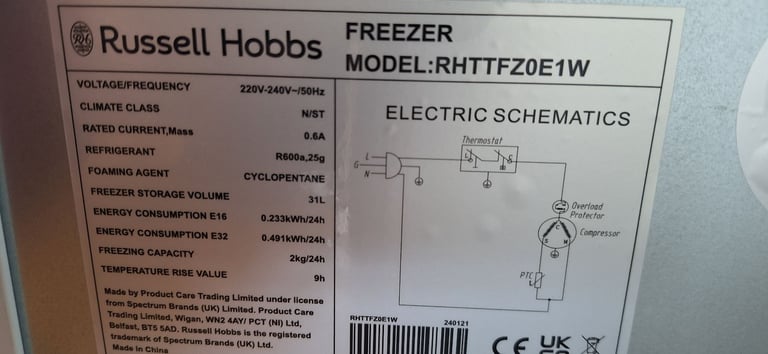 RH
Russell Hobbs
FREEZER
MODEL:RHTTFZ0E1W
VOLTAGE/FREQUENCY 220V-240V~/50Hz
CLIMATE CLASS N/ST
RATED CURRENT,Mass 0.6A
REFRIGERANT R600a,25g
FOAMING AGENT CYCLOPENTANE
FREEZER STORAGE VOLUME 31L
ENERGY CONSUMPTION E16 0.233kWh/24h
ENERGY CONSUMPTION E32 0.491kWh/24h
FREEZING CAPACITY 2kg/24h
TEMPERATURE RISE VALUE 9h
Made by Product Care Trading Limited under license
from Spectrum Brands (UK) Limited. Product Care
Trading Limited, Wigan, WN2 4AY/ PCT (NI) Ltd,
Belfast, BT5 5AD. Russell Hobbs is the registered
trademark of Spectrum Brands (UK) Ltd.
Made in China
ELECTRIC SCHEMATICS
Thermostat
L
G
N
Overload
Protector
C
Compressor
S M
PTC
RHTTFZ0E1W 240121
CE UK